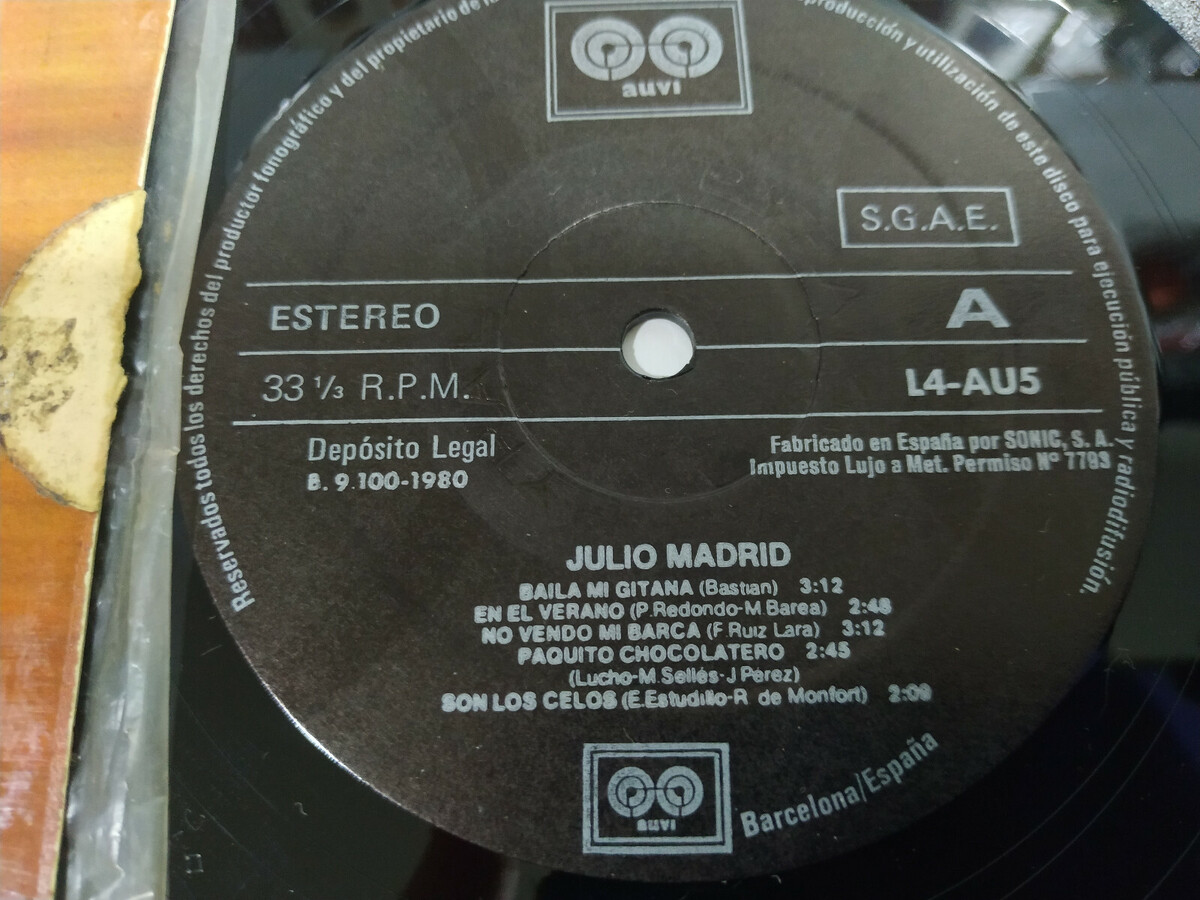 auvi
Reservados todos los derechos del productor fonográfico y del propietario de
reproducción y utilización de este disco para ejecución pública y radiodifusión.
S.G.A.E.
ESTEREO
A
33 1/3 R.P.M.
L4-AU5
Depósito Legal
B. 9.100-1980
Fabricado en España por SONIC, S. A.
Impuesto Lujo a Met. Permiso Nº 7793
JULIO MADRID
BAILA MI GITANA (Bastian) 3:12
EN EL VERANO (P.Redondo-M.Barea) 2:48
NO VENDO MI BARCA (F.Ruiz Lara) 3:12
PAQUITO CHOCOLATERO 2:45
(Lucho-M.Sellés-J Pérez)
SON LOS CELOS (E.Estudillo-R de Monfort)
auvi
Barcelona/España